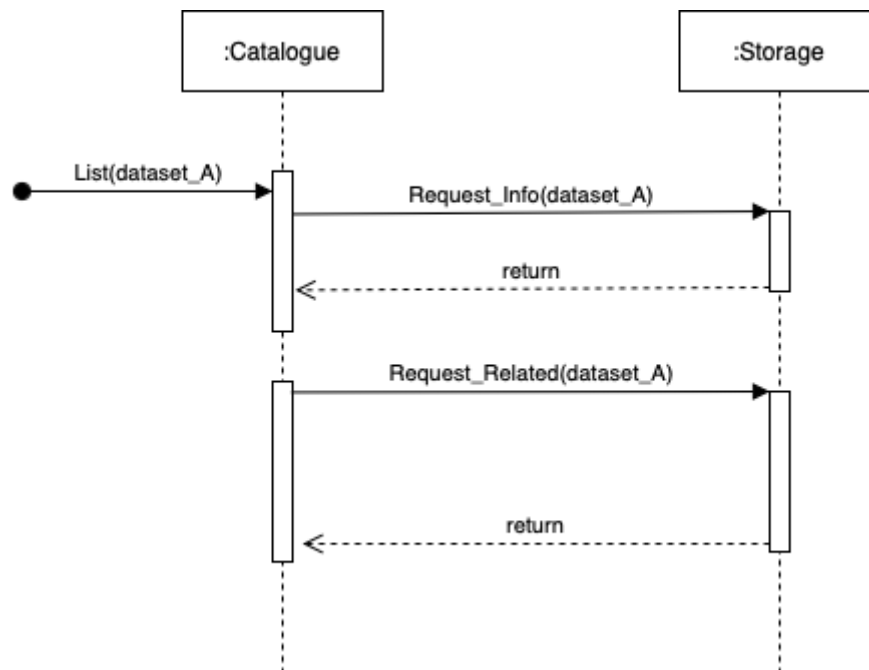 :Catalogue
:Storage
List(dataset_A)
Request_Info(dataset_A)
return
Request_Related(dataset_A)
return